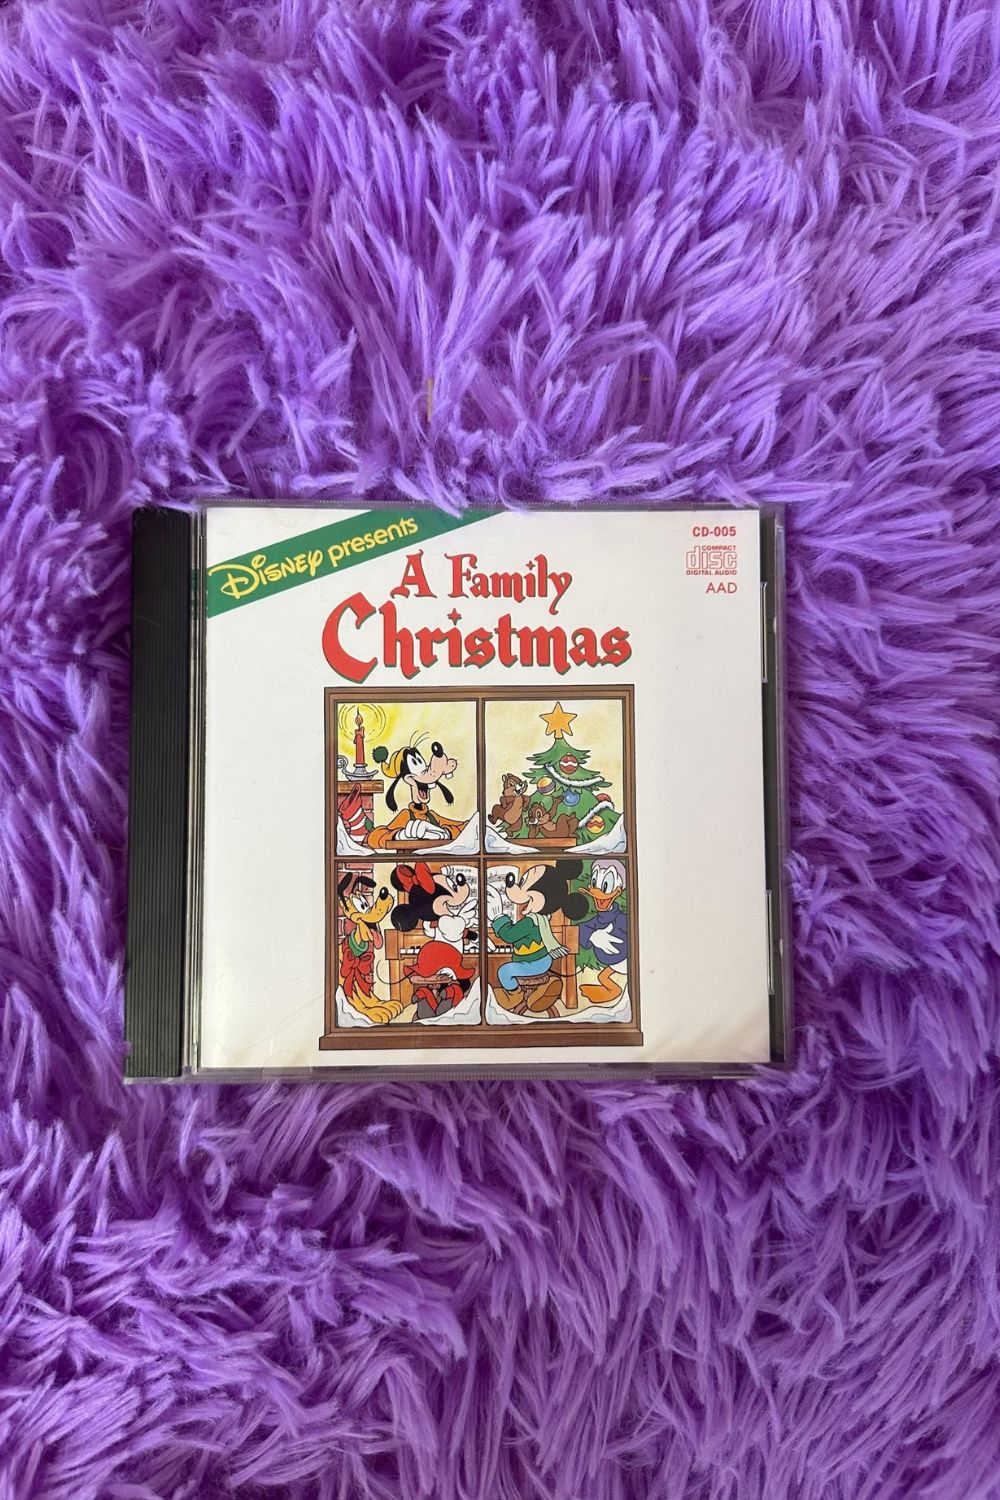 Disney presents
A Family
Christmas
CD-005
COMPACT
disc
DIGITAL AUDIO
AAD